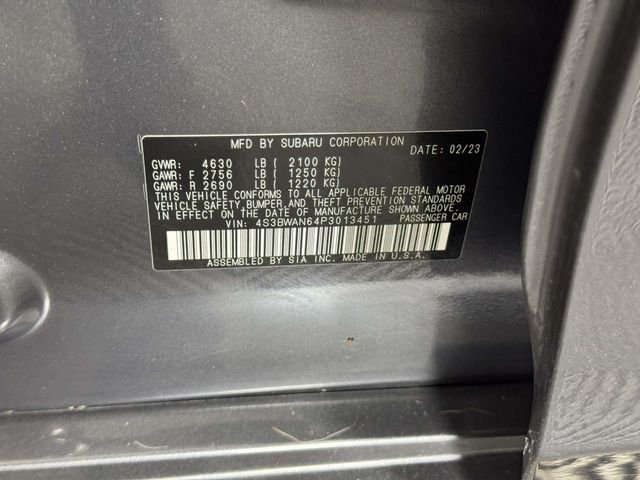 MFD BY SUBARU CORPORATION DATE: 02/23
GVWR: 4630 LB ( 2100 KG)
GAWR: F 2756 LB ( 1250 KG)
GAWR: R 2690 LB ( 1220 KG)
THIS VEHICLE CONFORMS TO ALL APPLICABLE FEDERAL MOTOR
VEHICLE SAFETY,BUMPER AND THEFT PREVENTION STANDARDS
IN EFFECT ON THE DATE OF MANUFACTURE SHOWN ABOVE.
VIN: 4S3BWAN64P3013451 PASSENGER CAR
ASSEMBLED BY SIA INC. MADE IN U.S.A.